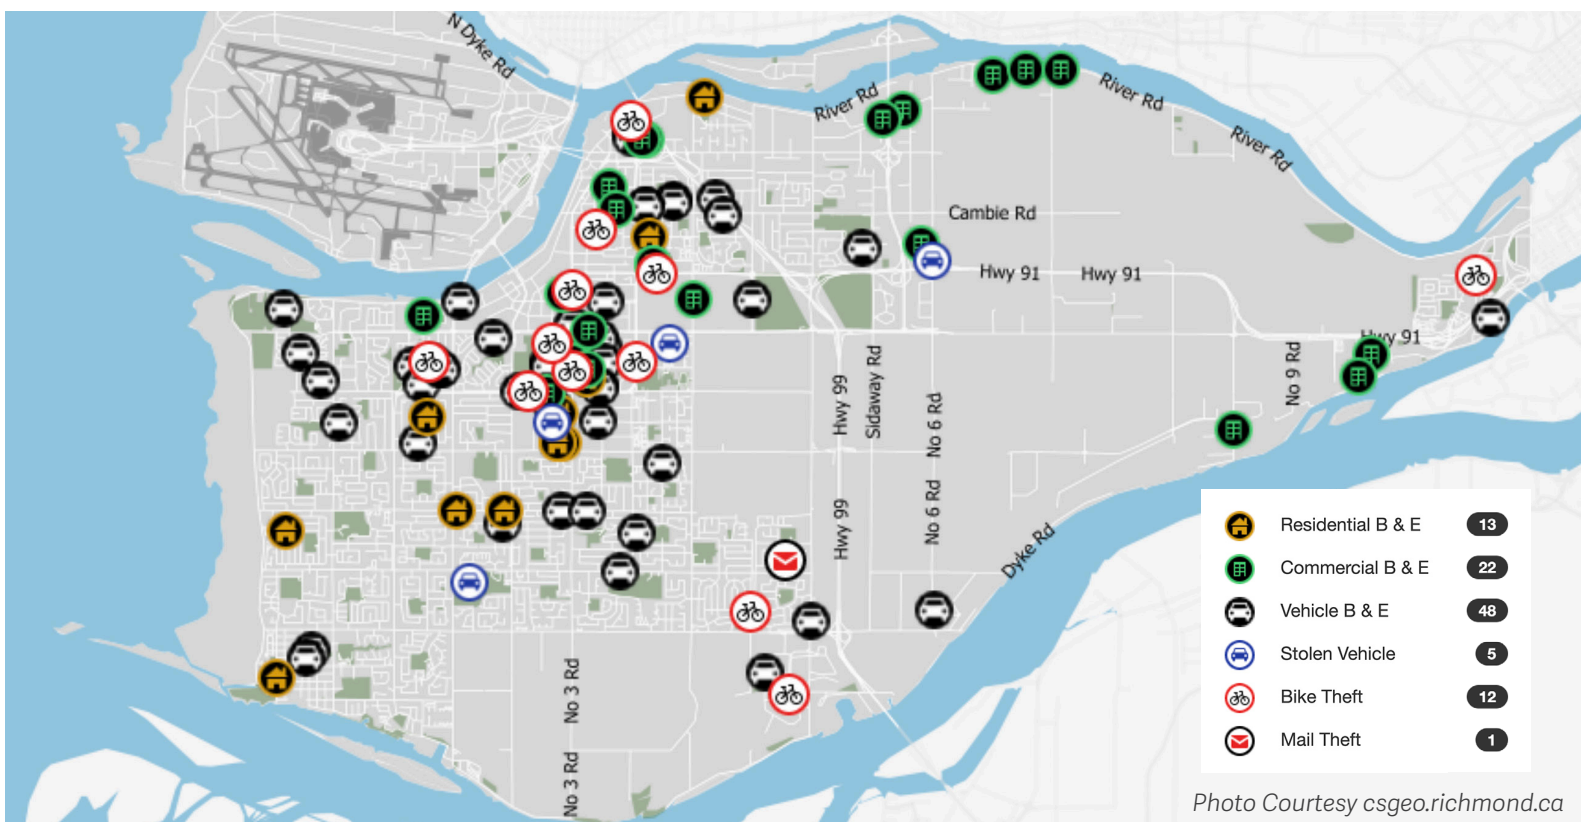 N Dyke Rd
River Rd
River Rd
River Rd
Cambie Rd
Hwy 91
Hwy 91
Hwy 91
Hwy 99
Sidaway Rd
No 6 Rd
No 9 Rd
Hwy 99
No 6 Rd
Dyke Rd
No 3 Rd
No 3 Rd
Residential B & E 13
Commercial B & E 22
Vehicle B & E 48
Stolen Vehicle 5
Bike Theft 12
Mail Theft 1
Photo Courtesy csgeo.richmond.ca